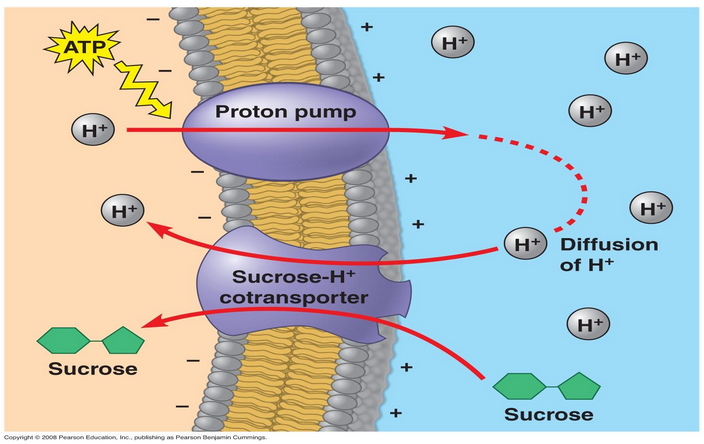 ATP
H+
H+
H+
Proton pump
H+
H+
H+
H+
H+
Diffusion
of H+
Sucrose-H+
cotransporter
H+
Sucrose
Sucrose
−
−
−
−
−
−
+
+
+
+
+
+
Copyright © 2008 Pearson Education, Inc., publishing as Pearson Benjamin Cummings.